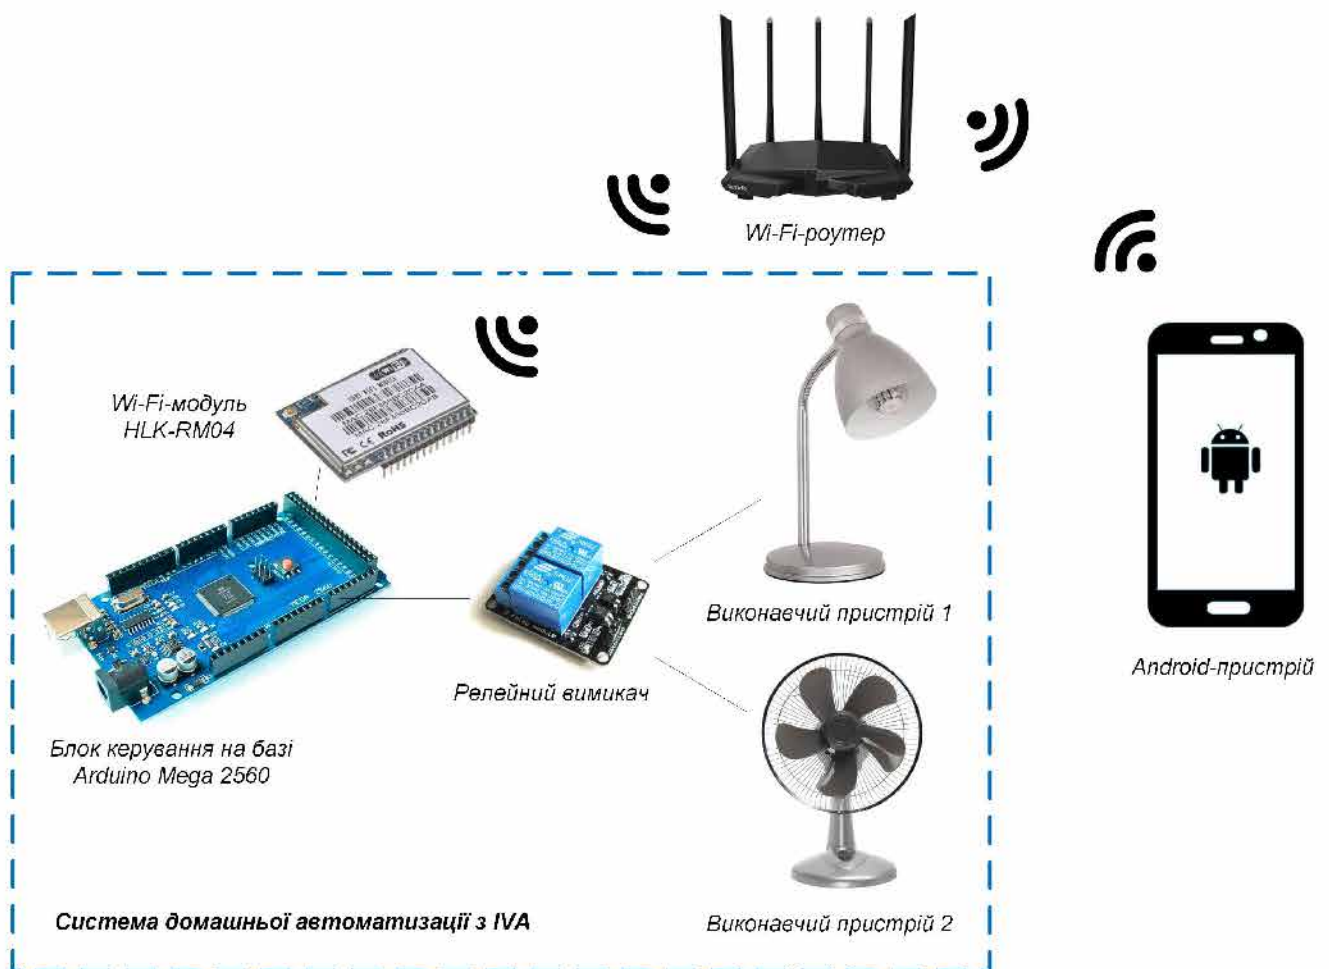 Wi-Fi-роутер
Wi-Fi-модуль
HLK-RM04
Виконавчий пристрій 1
Android-пристрій
Релейний вимикач
Блок керування на базі
Arduino Mega 2560
Система домашньої автоматизації з IVA
Виконавчий пристрій 2